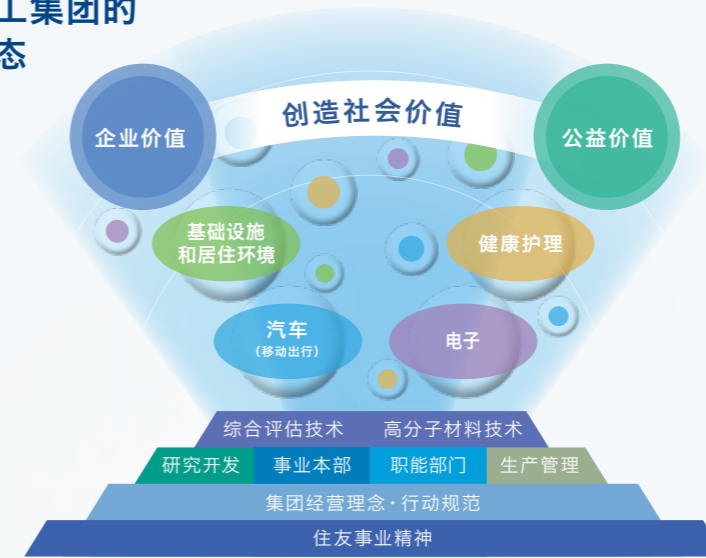 工集团的
态
创造社会价值
企业价值
公益价值
基础设施
和居住环境
健康护理
汽车
（移动出行）
电子
综合评估技术 高分子材料技术
研究开发 事业本部 职能部门 生产管理
集团经营理念·行动规范
住友事业精神